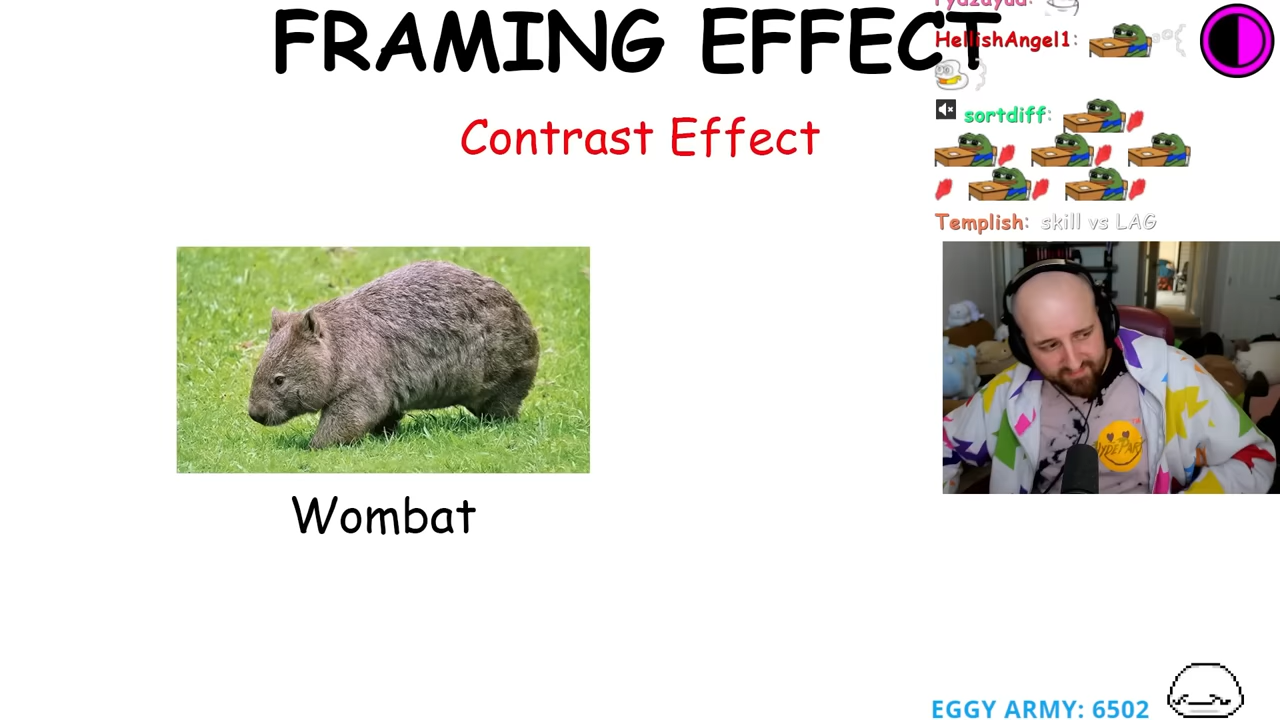 FRAMING EFFECT
Contrast Effect
Wombat
HellishAngel1:
sortdiff:
Templish: skill vs LAG
EGGY ARMY: 6502